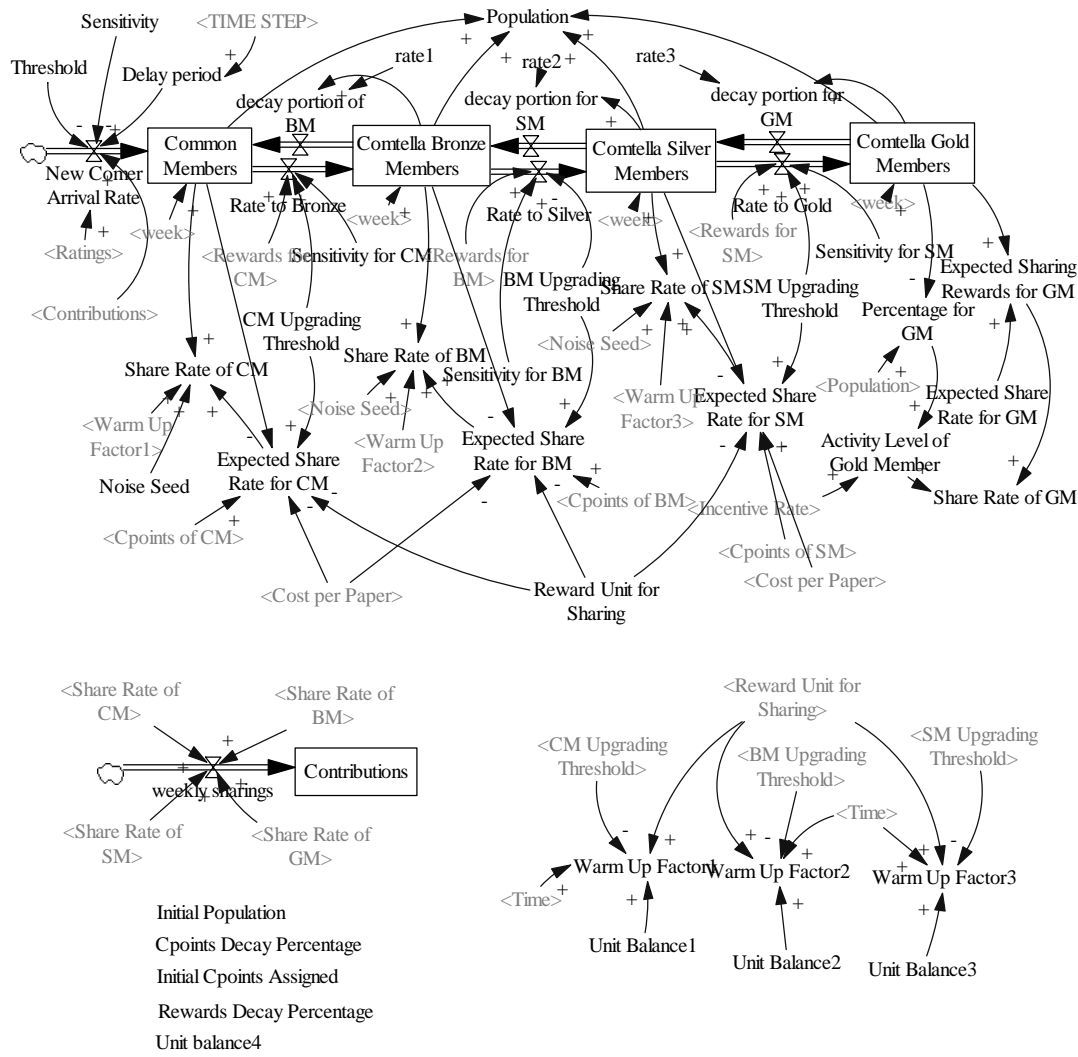 Population
Sensitivity
<TIME STEP>
Threshold
Delay period
rate1
rate2
rate3
decay portion of
BM
decay portion for
SM
decay portion for
GM
Common
Members
Comtella Bronze
Members
Comtella Silver
Members
Comtella Gold
Members
New Comer
Arrival Rate
Rate to Bronze
Rate to Silver
Rate to Gold
<week>
<week>
<week>
<week>
<Ratings>
<Rewards for
CM>
Sensitivity for CM
<Rewards for
BM>
BM Upgrading
Threshold
<Rewards for
SM>
Sensitivity for SM
<Contributions>
CM Upgrading
Threshold
Share Rate of SM
SM Upgrading
Threshold
Expected Sharing
Rewards for GM
Percentage for
GM
Share Rate of CM
Share Rate of BM
Sensitivity for BM
<Noise Seed>
<Noise Seed>
<Population>
<Warm Up
Factor1>
<Warm Up
Factor2>
<Warm Up
Factor3>
Expected Share
Rate for SM
Expected Share
Rate for GM
Noise Seed
Expected Share
Rate for CM
Expected Share
Rate for BM
Activity Level of
Gold Member
Share Rate of GM
<Cpoints of CM>
<Cpoints of BM>
<Incentive Rate>
<Cpoints of SM>
<Cost per Paper>
<Cost per Paper>
Reward Unit for
Sharing
<Share Rate of
CM>
<Share Rate of
BM>
weekly sharings
Contributions
<Share Rate of
SM>
<Share Rate of
GM>
<Reward Unit for
Sharing>
<CM Upgrading
Threshold>
<BM Upgrading
Threshold>
<SM Upgrading
Threshold>
<Time>
Warm Up Factor1
Warm Up Factor2
Warm Up Factor3
<Time>
Unit Balance1
Unit Balance2
Unit Balance3
Initial Population
Cpoints Decay Percentage
Initial Cpoints Assigned
Rewards Decay Percentage
Unit balance4